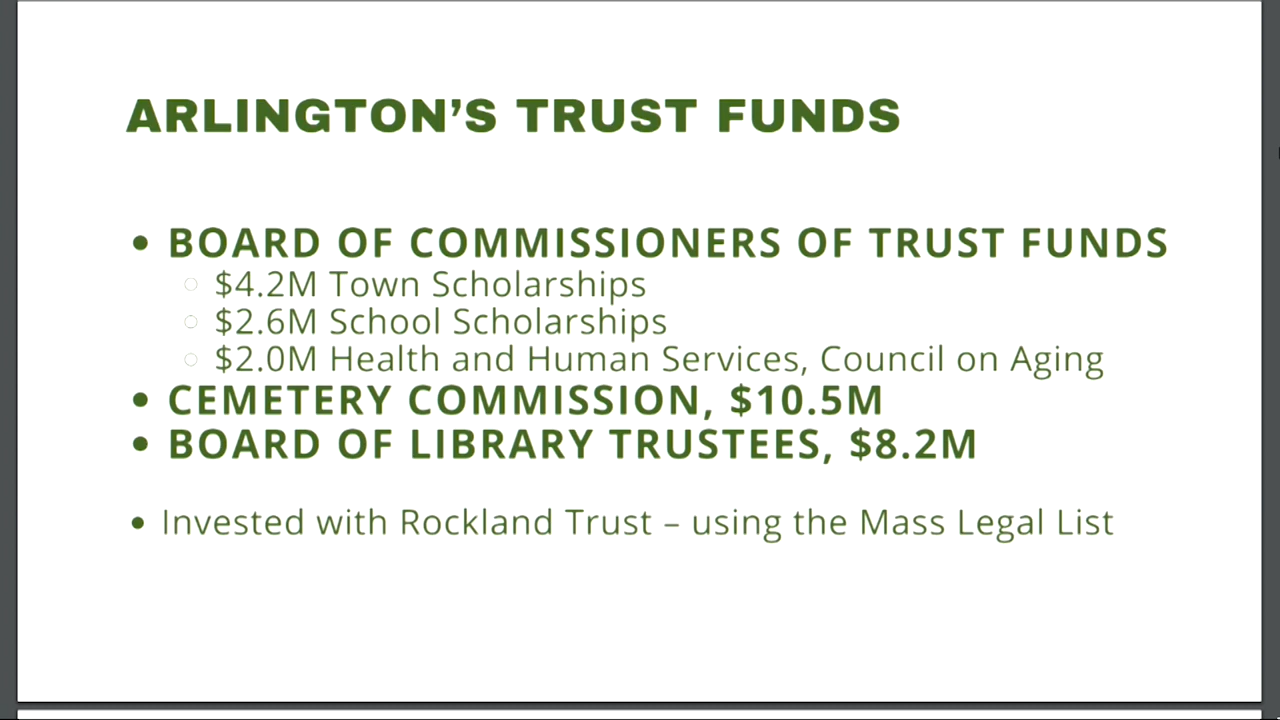 ARLINGTON’S TRUST FUNDS
• BOARD OF COMMISSIONERS OF TRUST FUNDS
○ $4.2M Town Scholarships
○ $2.6M School Scholarships
○ $2.0M Health and Human Services, Council on Aging
• CEMETERY COMMISSION, $10.5M
• BOARD OF LIBRARY TRUSTEES, $8.2M
• Invested with Rockland Trust – using the Mass Legal List